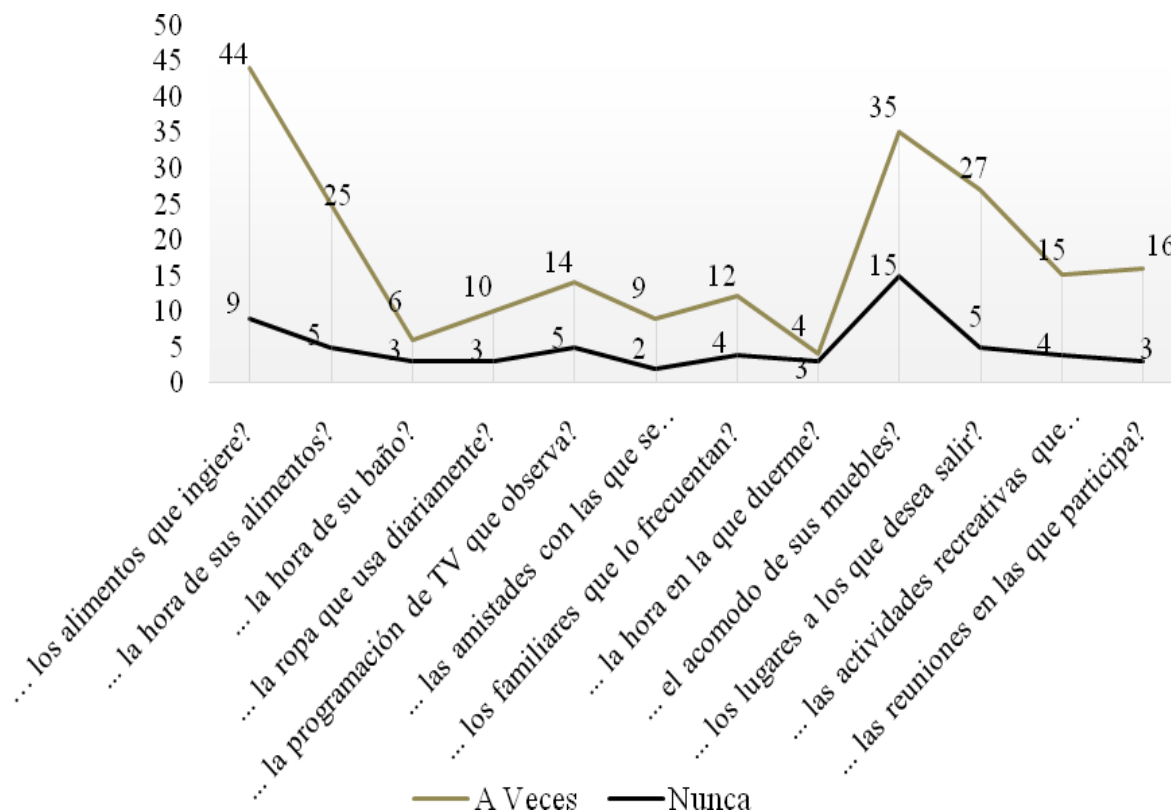 50
45
40
35
30
25
20
15
10
5
0
44
25
6
10
14
9
12
4
35
27
15
16
9
5
3
3
5
2
4
3
15
5
4
3
... los alimentos que ingiere?
... la hora de sus alimentos?
... la hora de su baño?
... la ropa que usa diariamente?
... la programación de TV que observa?
... las amistades con las que se...
... los familiares que lo frecuentan?
... la hora en la que duerme?
... el acomodo de sus muebles?
... los lugares a los que desea salir?
... las actividades recreativas que...
... las reuniones en las que participa?
A Veces
Nunca